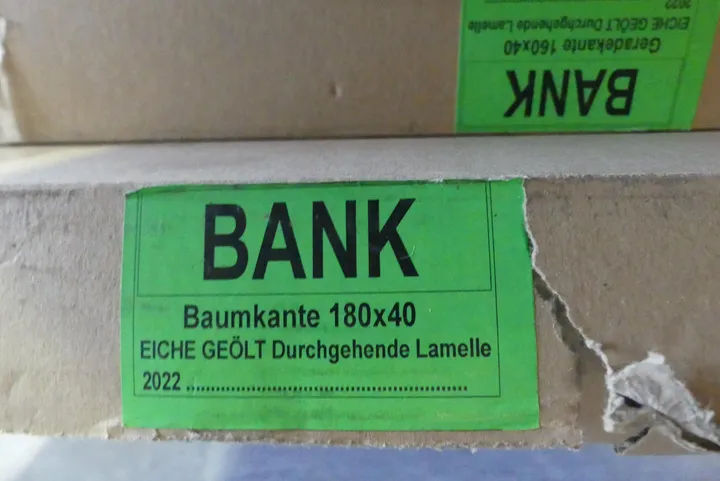 2022
EICHE GEÖLT Durchgehende Lamelle
Geradekante 160x40
BANK
BANK
Baumkante 180x40
EICHE GEÖLT Durchgehende Lamelle
2022 ................................................